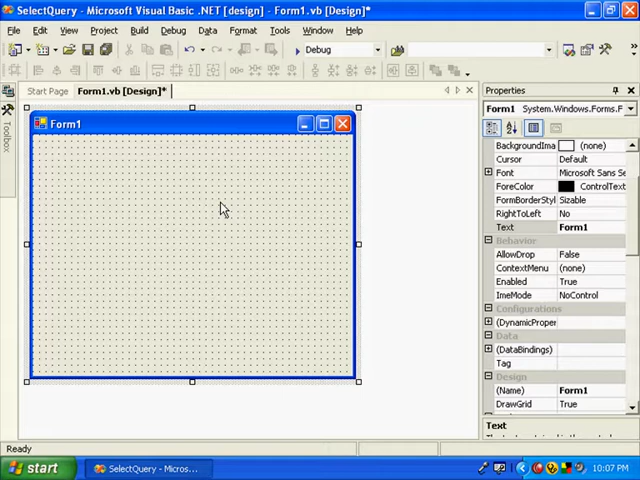 SelectQuery - Microsoft Visual Basic .NET [design] - Form1.vb [Design]*
File Edit View Project Build Debug Data Format Tools Window Help
Debug
Start Page Form1.vb [Design]*
Toolbox
Form1
Properties
Form1 System.Windows.Forms.F
BackgroundIma (none)
Cursor Default
Font Microsoft Sans Se
ForeColor ControlText
FormBorderStyl Sizable
RightToLeft No
Text Form1
Behavior
AllowDrop False
ContextMenu (none)
Enabled True
ImeMode NoControl
Configurations
(DynamicProper
Data
(DataBindings)
Tag
Design
(Name) Form1
DrawGrid True
Text
Ready
start SelectQuery - Micros... 10:07 PM